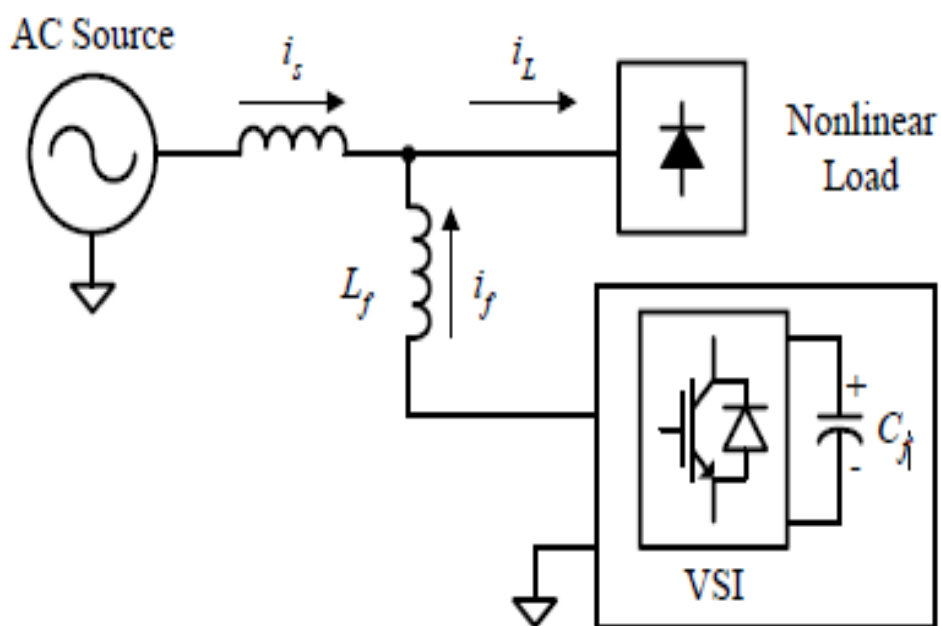 AC Source
i_s
i_L
Nonlinear
Load
L_f
i_f
+
C_f
-
VSI